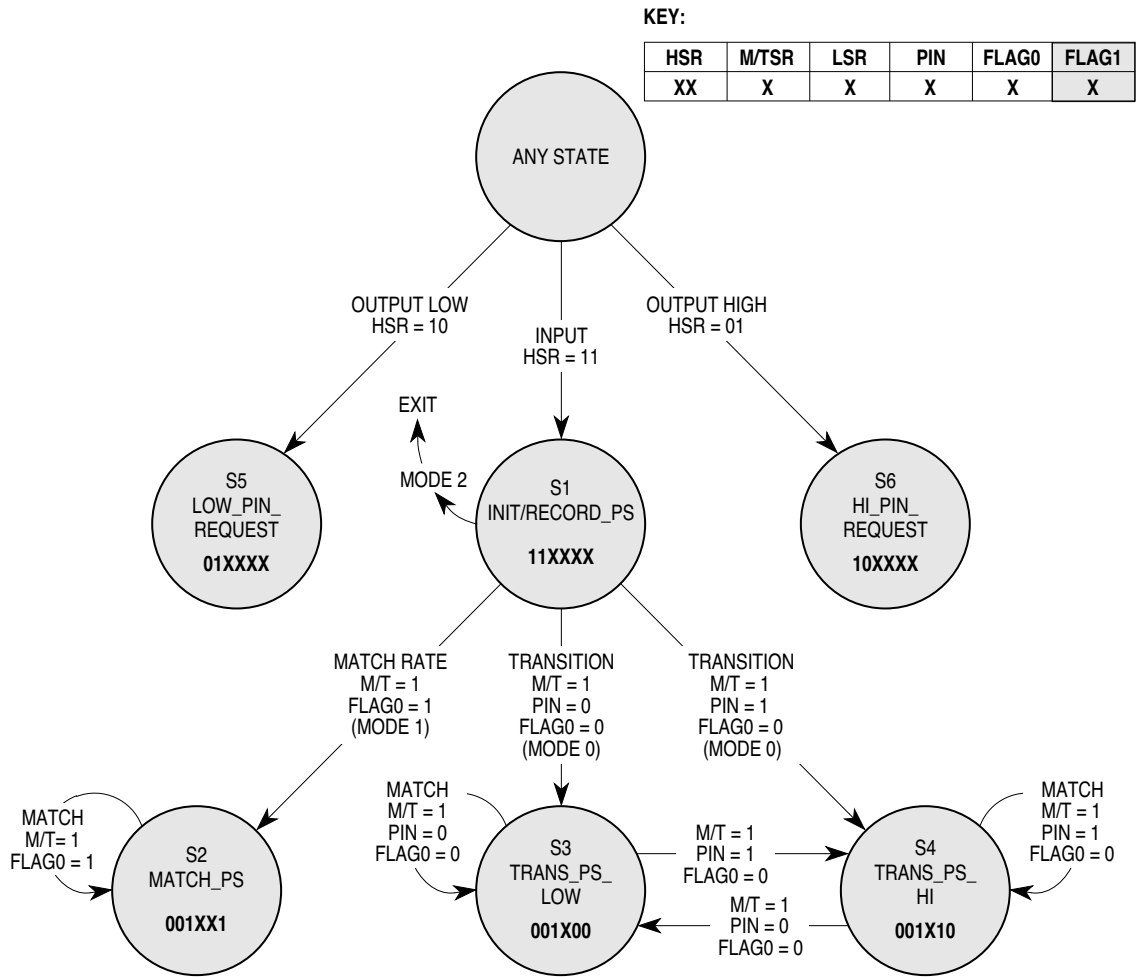 KEY:
HSR M/TSR LSR PIN FLAG0 FLAG1
XX X X X X X
ANY STATE
OUTPUT LOW
HSR = 10
INPUT
HSR = 11
OUTPUT HIGH
HSR = 01
EXIT
MODE 2
S5
LOW_PIN_
REQUEST
01XXXX
S1
INIT/RECORD_PS
11XXXX
S6
HI_PIN_
REQUEST
10XXXX
MATCH RATE
M/T = 1
FLAG0 = 1
(MODE 1)
TRANSITION
M/T = 1
PIN = 0
FLAG0 = 0
(MODE 0)
TRANSITION
M/T = 1
PIN = 1
FLAG0 = 0
(MODE 0)
MATCH
M/T= 1
FLAG0 = 1
S2
MATCH_PS
001XX1
MATCH
M/T = 1
PIN = 0
FLAG0 = 0
S3
TRANS_PS_
LOW
001X00
M/T = 1
PIN = 1
FLAG0 = 0
M/T = 1
PIN = 0
FLAG0 = 0
S4
TRANS_PS_
HI
001X10
MATCH
M/T = 1
PIN = 1
FLAG0 = 0